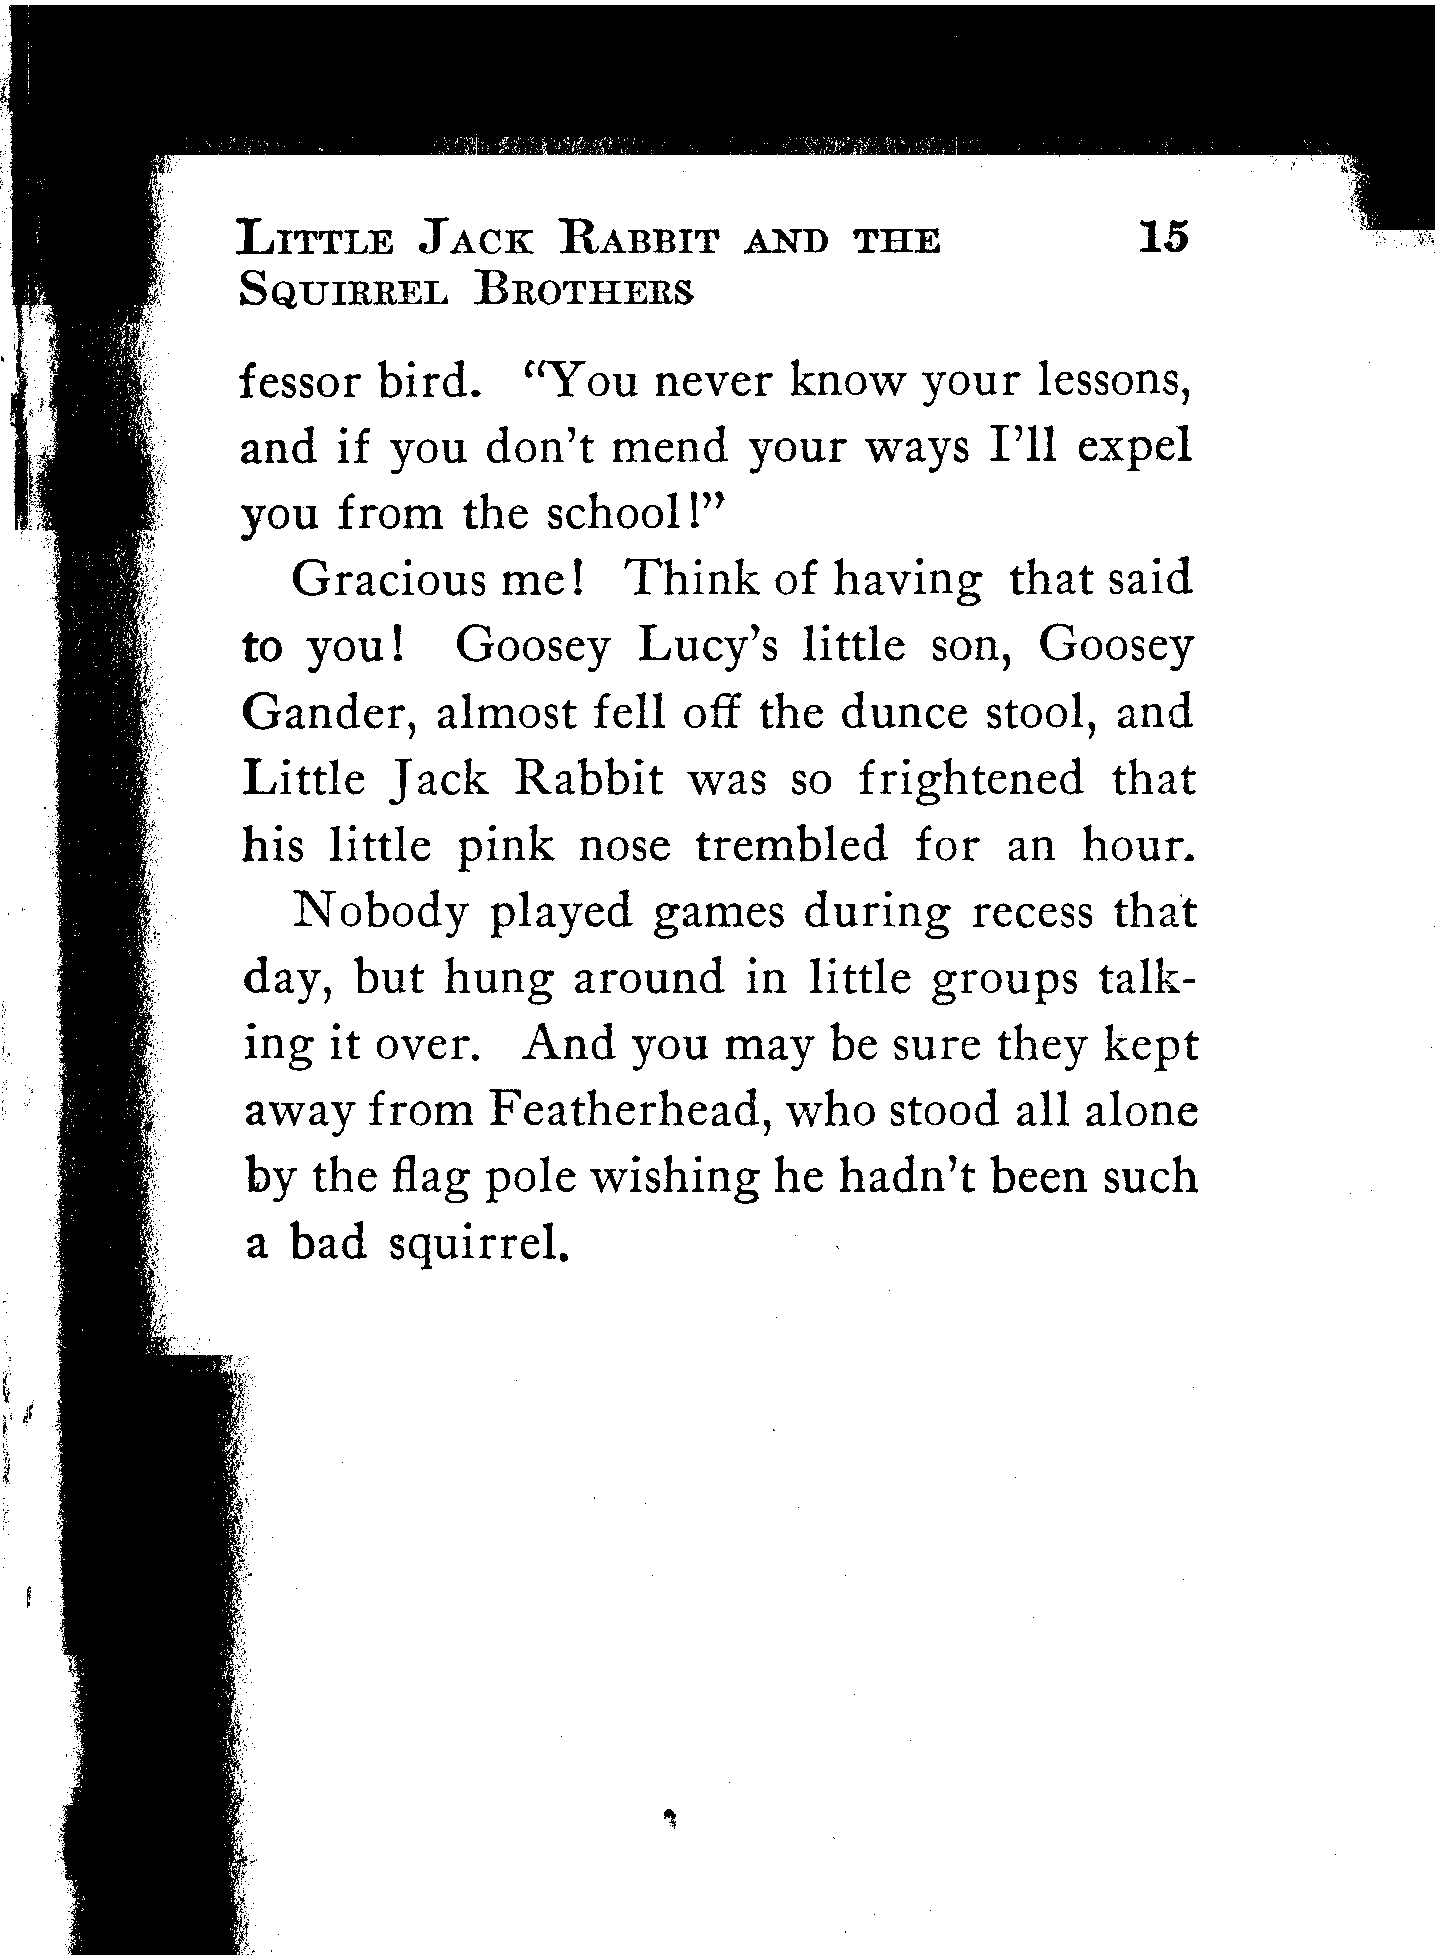 LITTLE JACK RABBIT AND THE 15
SQUIRREL BROTHERS
fessor bird. “You never know your lessons,
and if you don’t mend your ways I’ll expel
you from the school!”
Gracious me! Think of having that said
to you! Goosey Lucy’s little son, Goosey
Gander, almost fell off the dunce stool, and
Little Jack Rabbit was so frightened that
his little pink nose trembled for an hour.
Nobody played games during recess that
day, but hung around in little groups talk-
ing it over. And you may be sure they kept
away from Featherhead, who stood all alone
by the flag pole wishing he hadn’t been such
a bad squirrel.